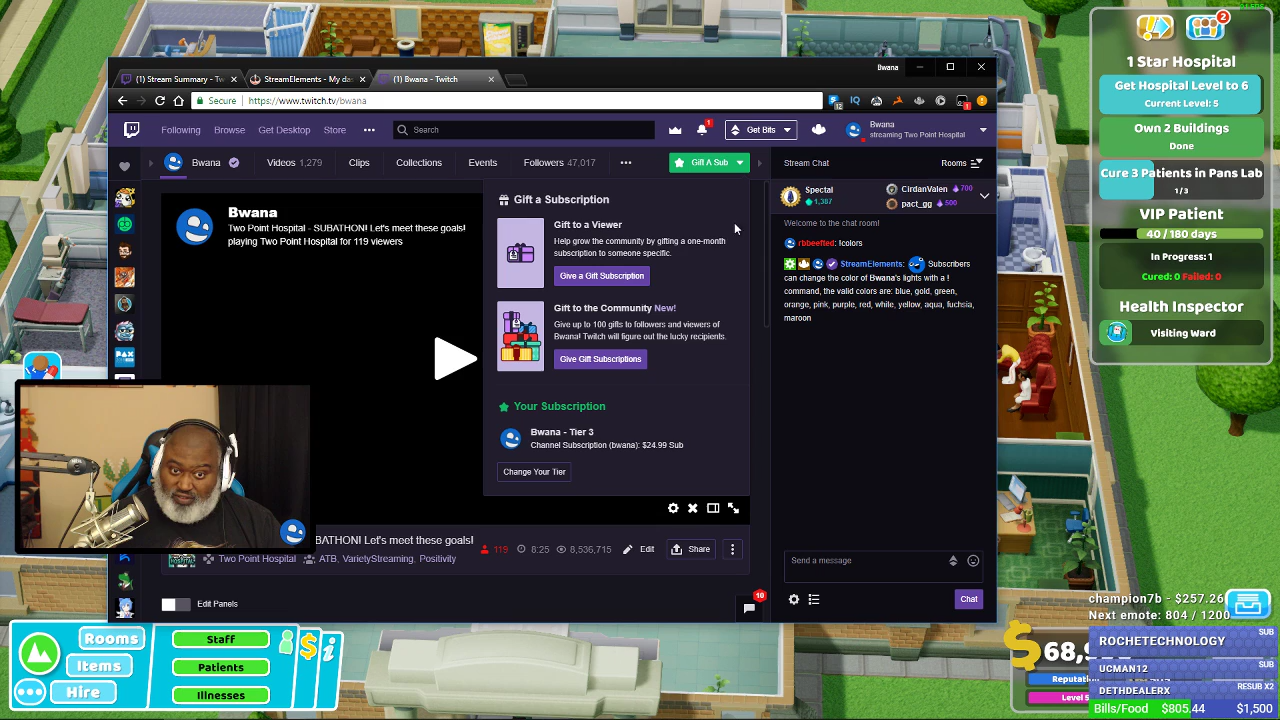 Bwana
(1) Stream Summary - Tw
StreamElements - My das
(1) Bwana - Twitch
Secure
https://www.twitch.tv/bwana
Following
Browse
Get Desktop
Store
Search
1
Get Bits
Bwana
streaming Two Point Hospital
Bwana
Videos 1,279
Clips
Collections
Events
Followers 47,017
Gift A Sub
Stream Chat
Rooms
Bwana
Two Point Hospital - SUBATHON! Let's meet these goals!
playing Two Point Hospital for 119 viewers
Gift a Subscription
Gift to a Viewer
Help grow the community by gifting a one-month
subscription to someone specific.
Give a Gift Subscription
Gift to the Community New!
Give up to 100 gifts to followers and viewers of
Bwana! Twitch will figure out the lucky recipients.
Give Gift Subscriptions
Your Subscription
Bwana - Tier 3
Channel Subscription (bwana): $24.99 Sub
Change Your Tier
Spectal
1,387
CirdanValen 700
pact_gg 500
Welcome to the chat room!
rbbeeffed: !colors
StreamElements: Subscribers
can change the color of Bwana's lights with a !
command, the valid colors are: blue, gold, green,
orange, pink, purple, red, white, yellow, aqua, fuchsia,
maroon
PAX
BATHON! Let's meet these goals!
Two Point Hospital
ATB, VarietyStreaming, Positivity
119
8:25
8,536,715
Edit
Share
Edit Panels
10
Send a message
Chat
2
1 Star Hospital
Get Hospital Level to 6
Current Level: 5
Own 2 Buildings
Done
Cure 3 Patients in Pans Lab
1/3
VIP Patient
40 / 180 days
In Progress: 1
Cured: 0 Failed: 0
Health Inspector
Visiting Ward
Rooms
Items
Hire
Staff
Patients
Illnesses
champion7b - $257.26
Next emote: 804 / 1200
68,
Reputati
Level 5
ROCHETECHNOLOGY
SUB
UCMAN12
SUB
DETHDEALERX
RESUB X2
Bills/Food $805.44 $1,500